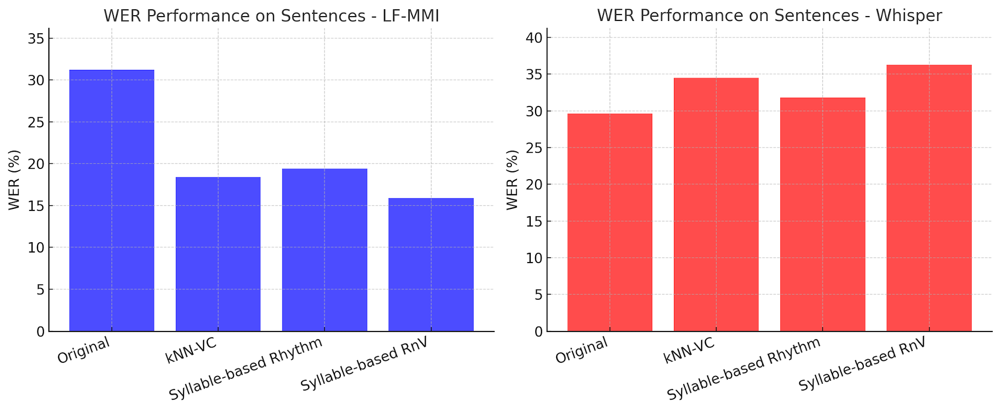 WER Performance on Sentences - LF-MMI
35
30
25
20
15
10
5
0
WER (%)
Original
kNN-VC
Syllable-based Rhythm
Syllable-based RnV
WER Performance on Sentences - Whisper
40
35
30
25
20
15
10
5
0
WER (%)
Original
kNN-VC
Syllable-based Rhythm
Syllable-based RnV